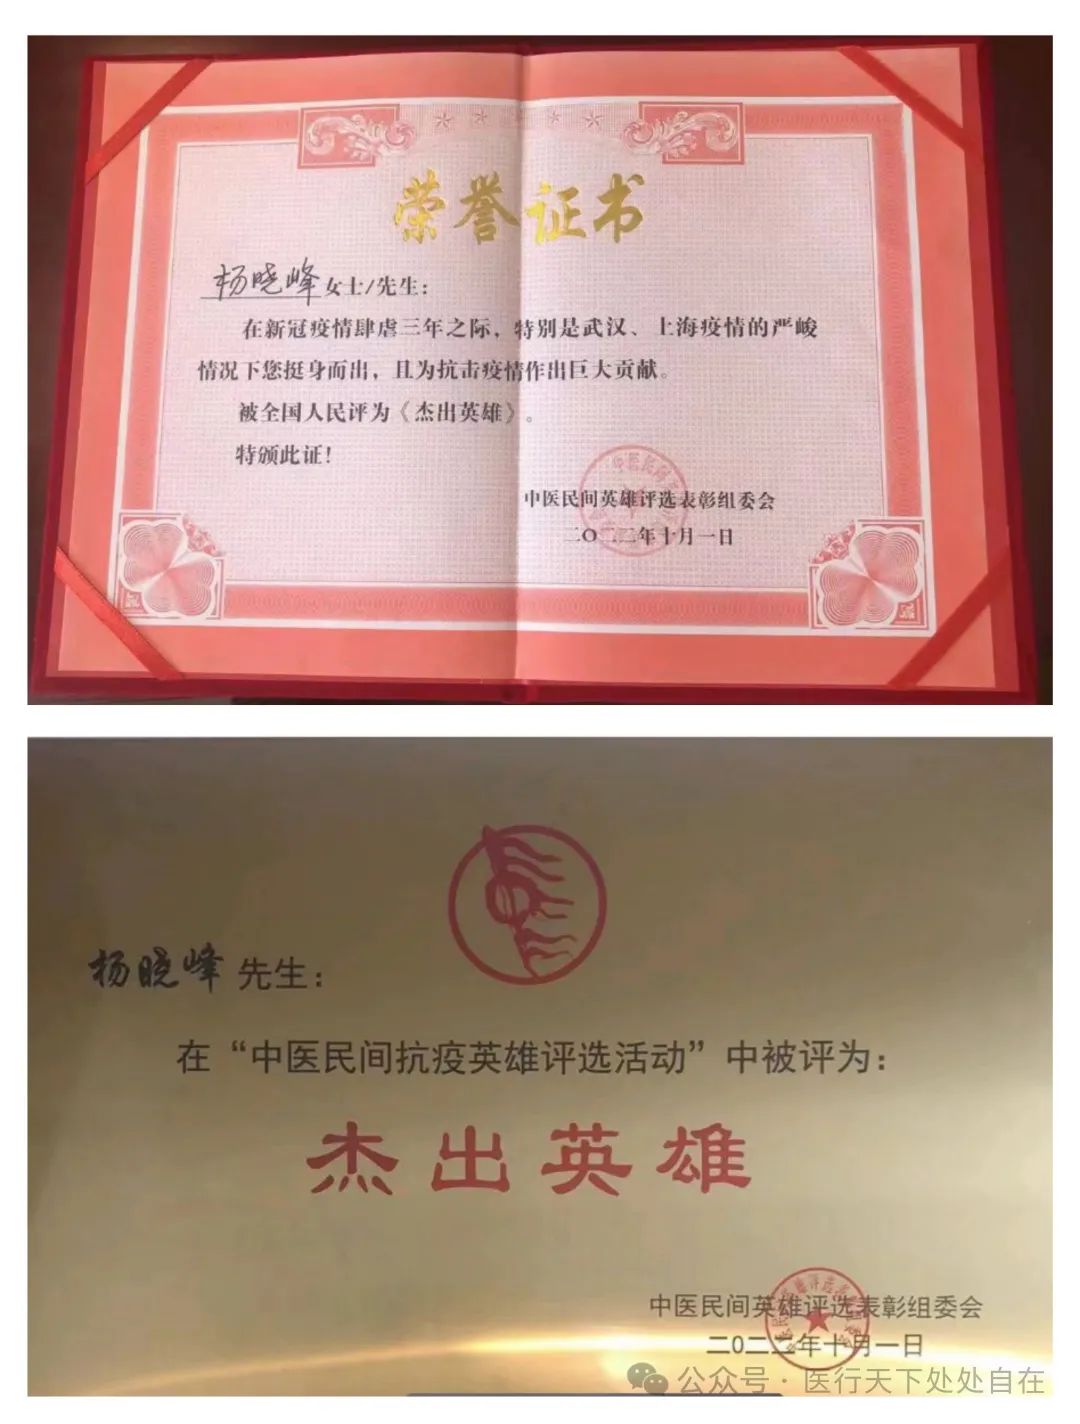 荣誉证书
杨晓峰女士/先生：
在新冠疫情肆虐三年之际，特别是武汉、上海疫情的严峻
情况下您挺身而出，且为抗击疫情作出巨大贡献。
被全国人民评为《杰出英雄》。
特颁此证！
中医民间英雄评选表彰组委会
二〇二二年十月一日
杨晓峰 先生：
在“中医民间抗疫英雄评选活动”中被评为：
杰出英雄
中医民间英雄评选表彰组委会
二〇二二年十月一日
公众号·医行天下处处自在